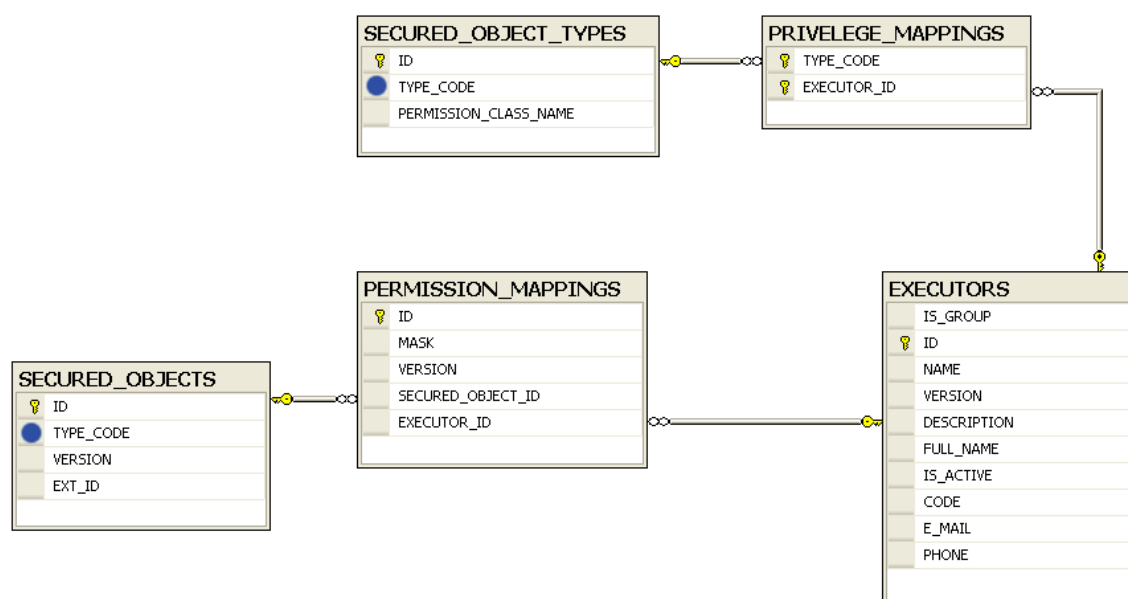 SECURED_OBJECT_TYPES
ID
TYPE_CODE
PERMISSION_CLASS_NAME
PRIVELEGE_MAPPINGS
TYPE_CODE
EXECUTOR_ID
PERMISSION_MAPPINGS
ID
MASK
VERSION
SECURED_OBJECT_ID
EXECUTOR_ID
EXECUTORS
IS_GROUP
ID
NAME
VERSION
DESCRIPTION
FULL_NAME
IS_ACTIVE
CODE
E_MAIL
PHONE
SECURED_OBJECTS
ID
TYPE_CODE
VERSION
EXT_ID